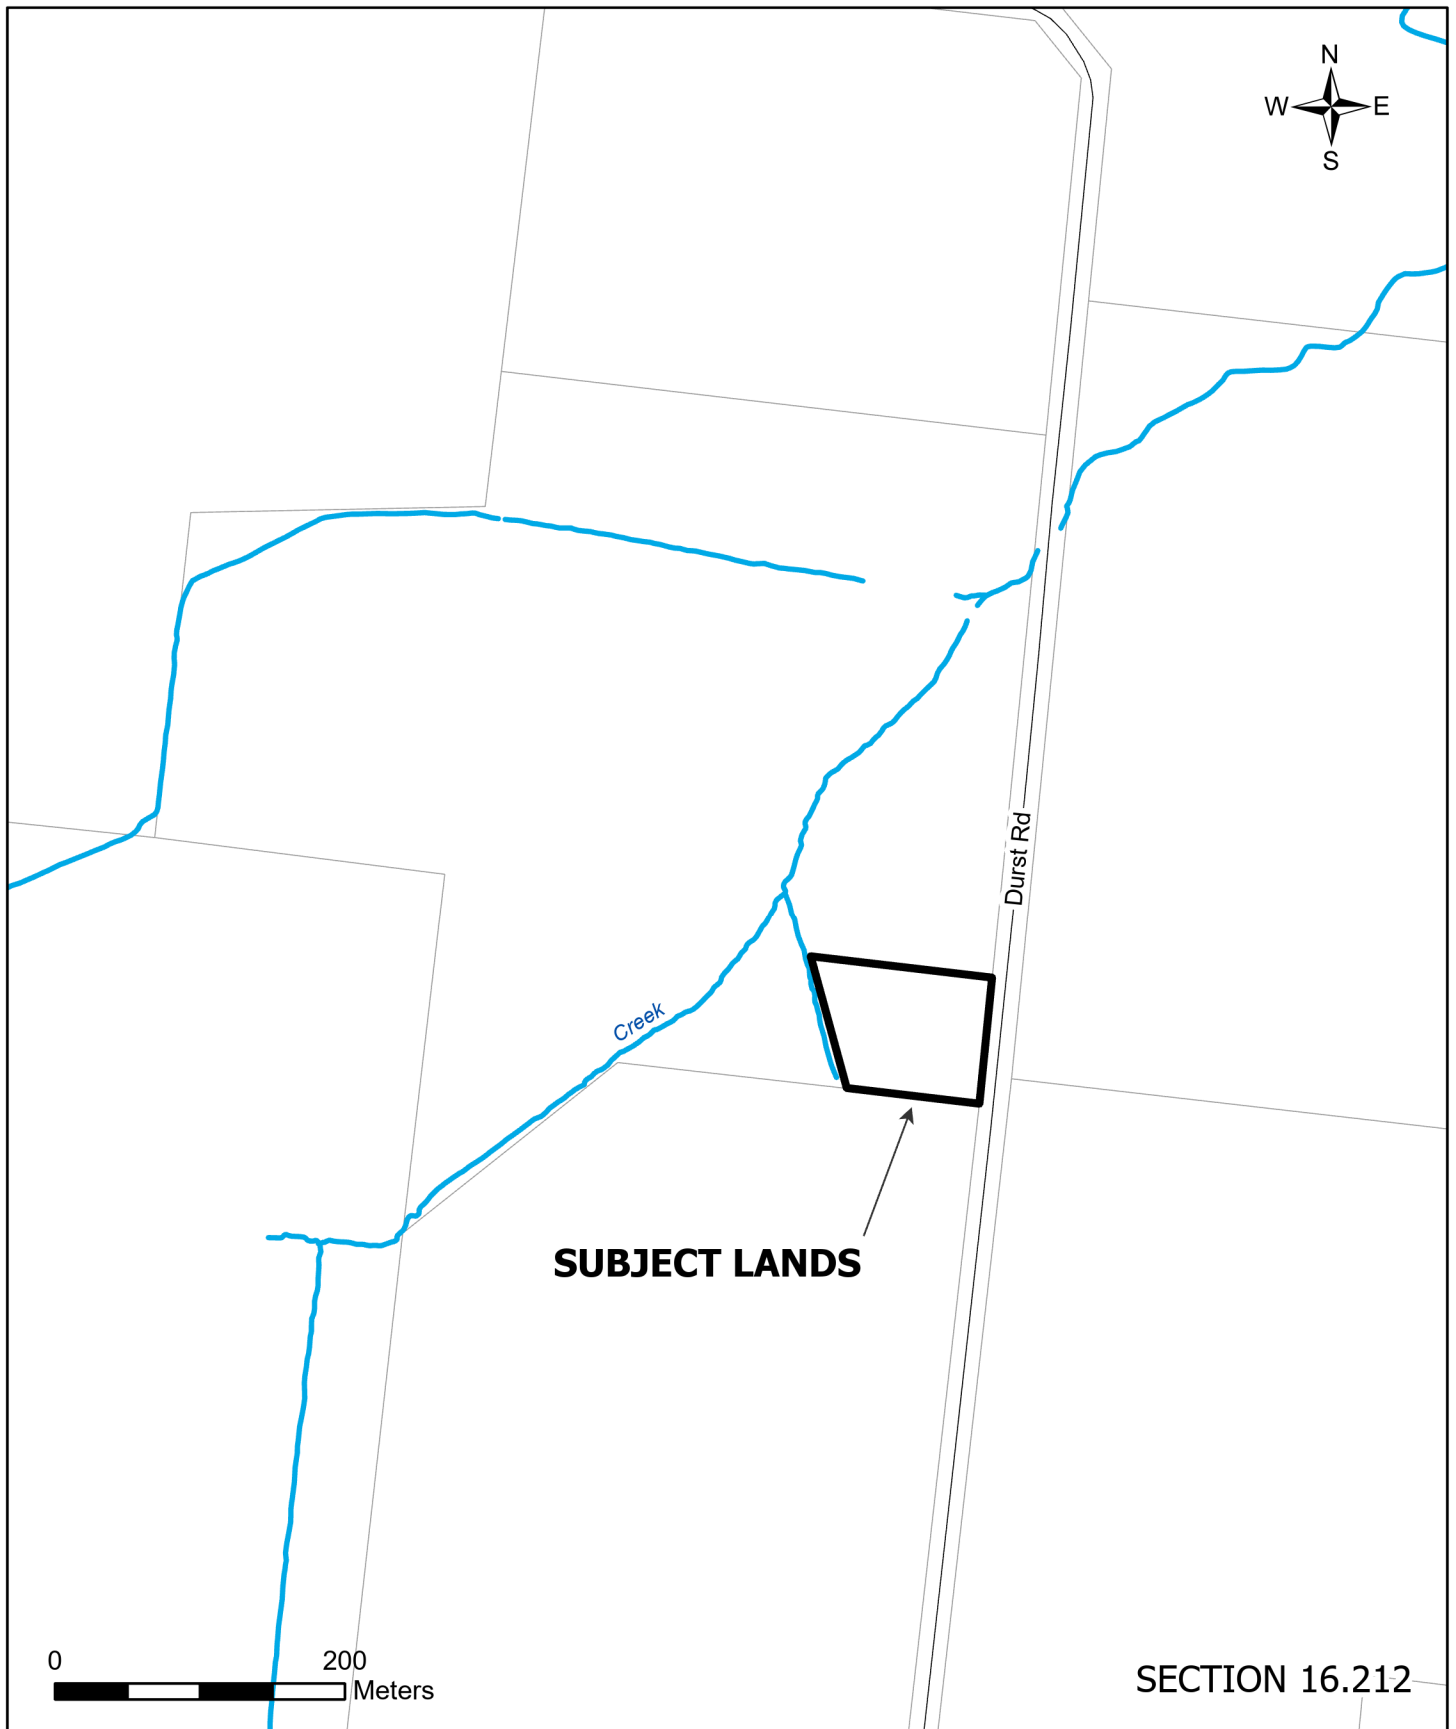 N
W E
S
Durst Rd
Creek
SUBJECT LANDS
0 200
Meters
SECTION 16.212